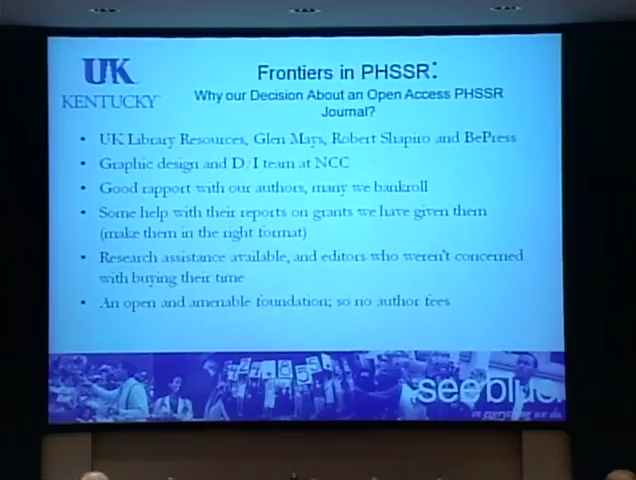 UK
KENTUCKY
Frontiers in PHSSR:
Why our Decision About an Open Access PHSSR
Journal?
• UK Library Resources, Glen Mays, Robert Shapiro and BePress
• Graphic design and D/I team at NCC
• Good rapport with our authors, many we bankroll
• Some help with their reports on grants we have given them
(make them in the right format)
• Research assistance available, and editors who weren't concerned
with buying their time
• An open and amenable foundation; so no author fees
see blue.
in everything we do.